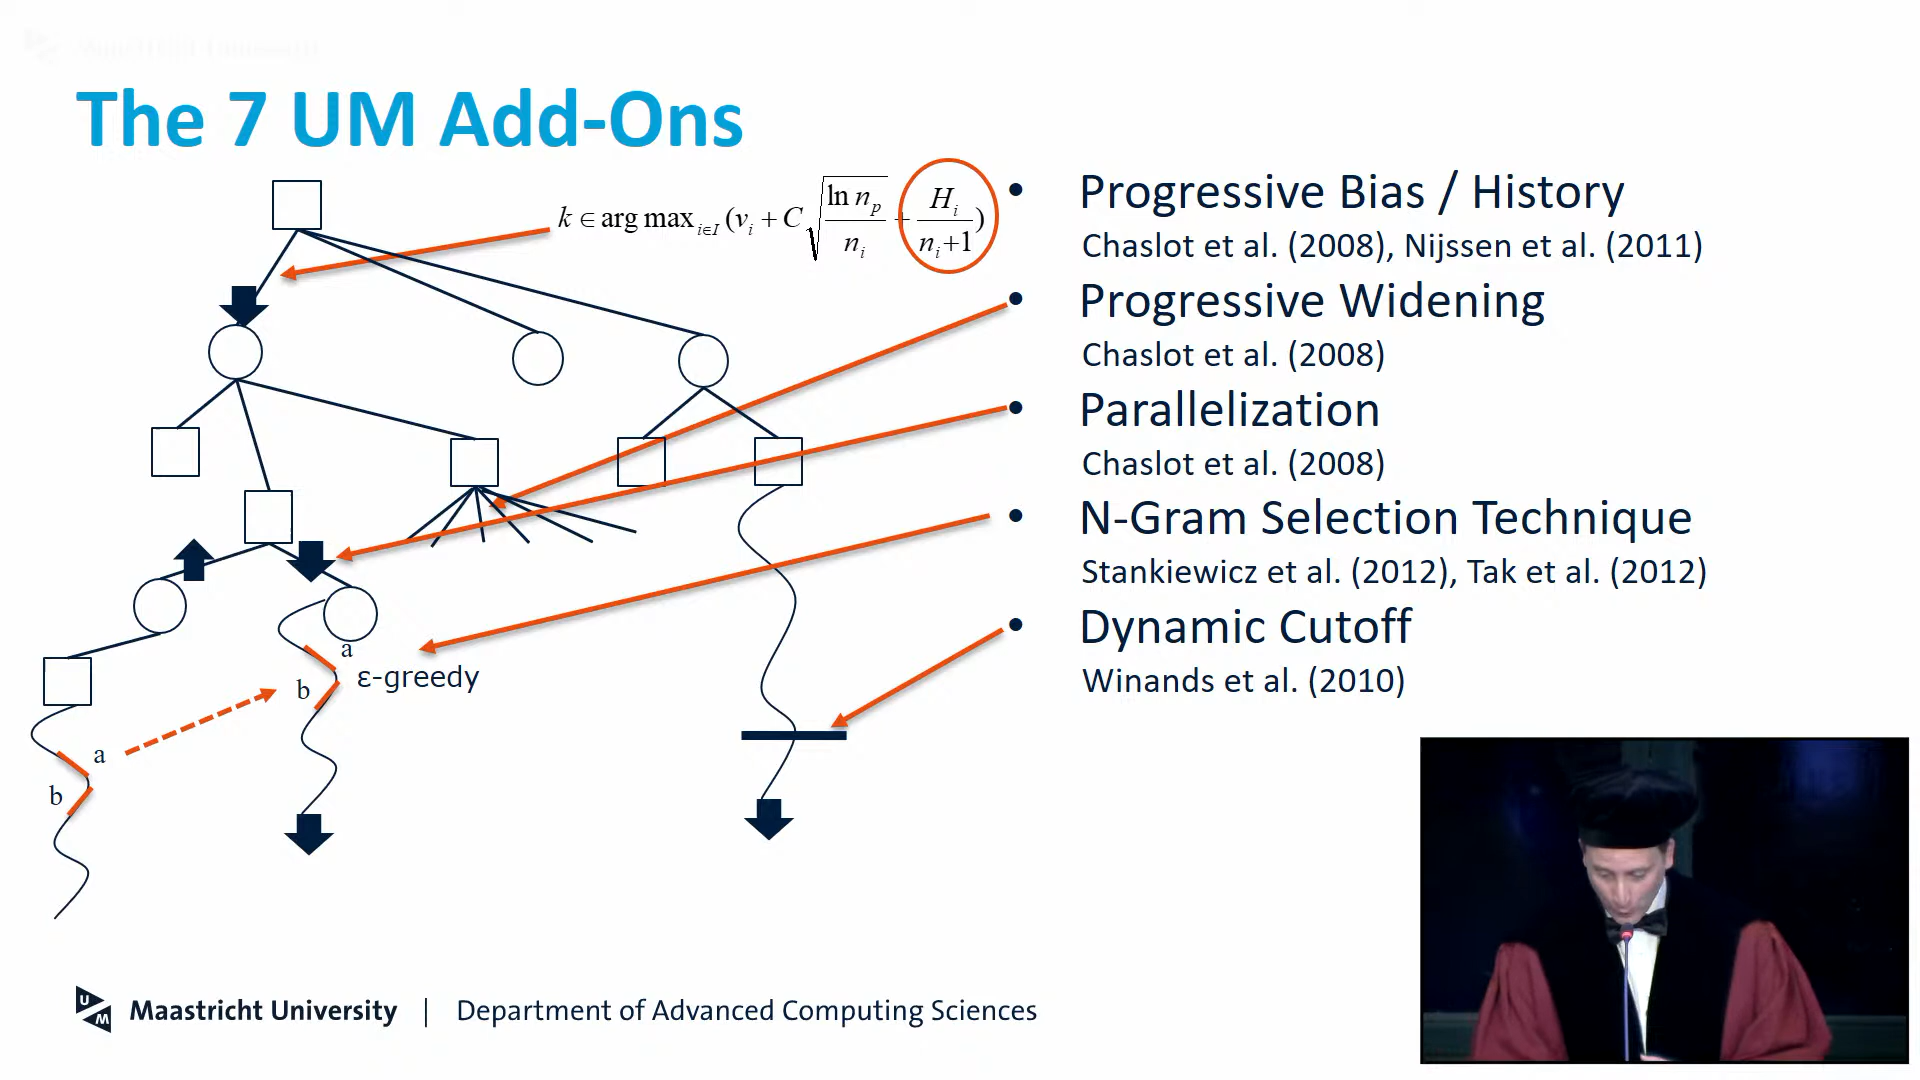 The 7 UM Add-Ons
k ∈ arg max i∈I (v_i + C √(ln n_p / n_i) + H_i / (n_i+1))
• Progressive Bias / History
Chaslot et al. (2008), Nijssen et al. (2011)
• Progressive Widening
Chaslot et al. (2008)
• Parallelization
Chaslot et al. (2008)
• N-Gram Selection Technique
Stankiewicz et al. (2012), Tak et al. (2012)
• Dynamic Cutoff
Winands et al. (2010)
a
b
ε-greedy
a
b
UM
Maastricht University | Department of Advanced Computing Sciences